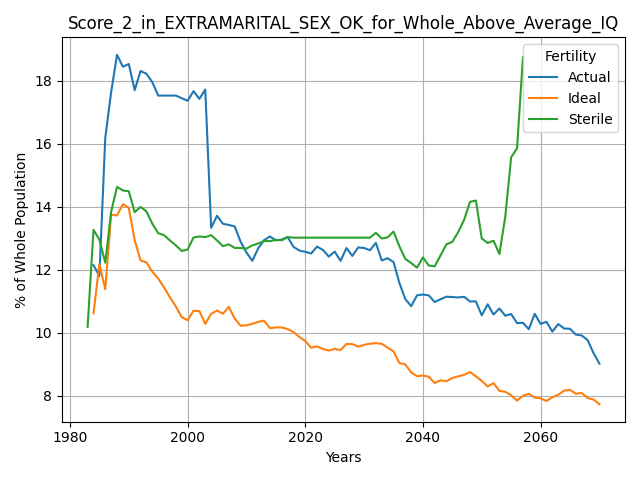 Score_2_in_EXTRAMARITAL_SEX_OK_for_Whole_Above_Average_IQ
Fertility
Actual
Ideal
Sterile
% of Whole Population
18
16
14
12
10
8
1980
2000
2020
2040
2060
Years